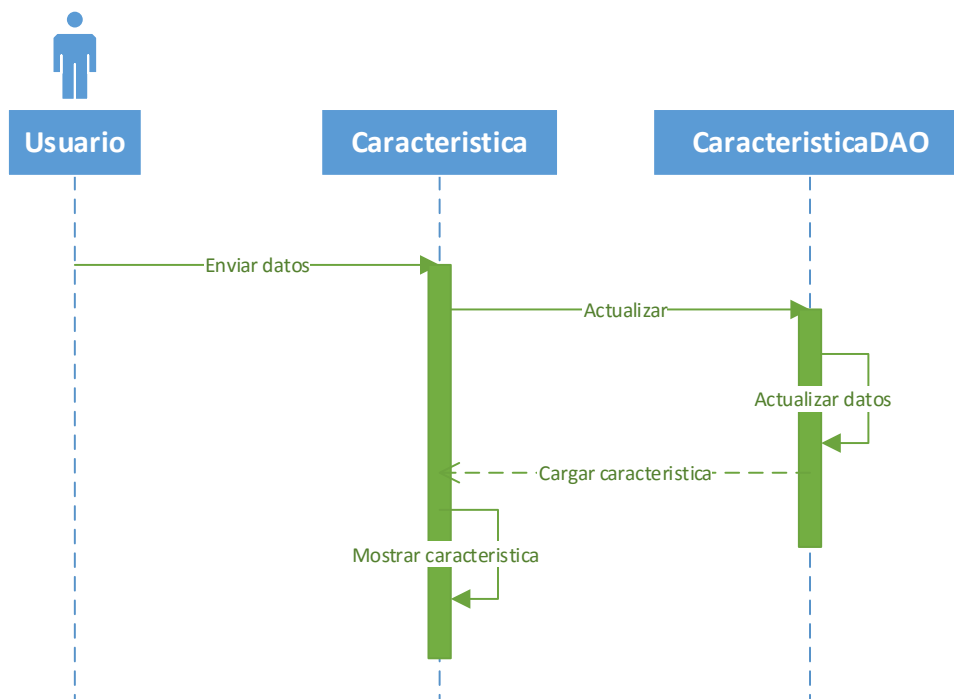 Usuario
Caracteristica
CaracteristicaDAO
Enviar datos
Actualizar
Actualizar datos
Cargar caracteristica
Mostrar caracteristica